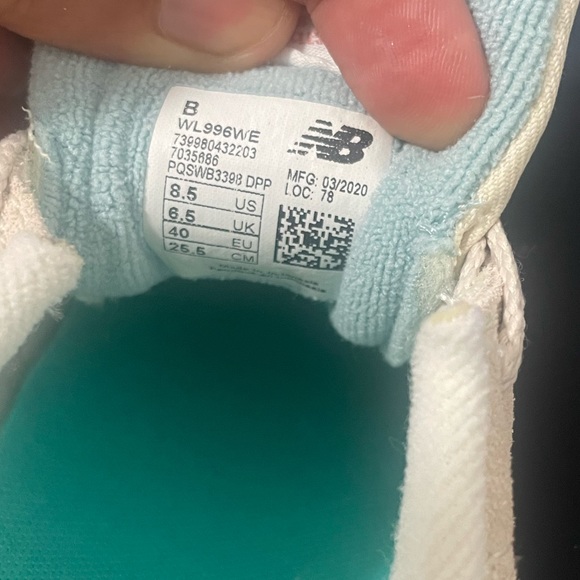 B
WL996WE
739980432203
7035686
PQSWB3398 DPP
8.5 US
6.5 UK
40 EU
25.5 CM
NB
MFG: 03/2020
LOC: 78